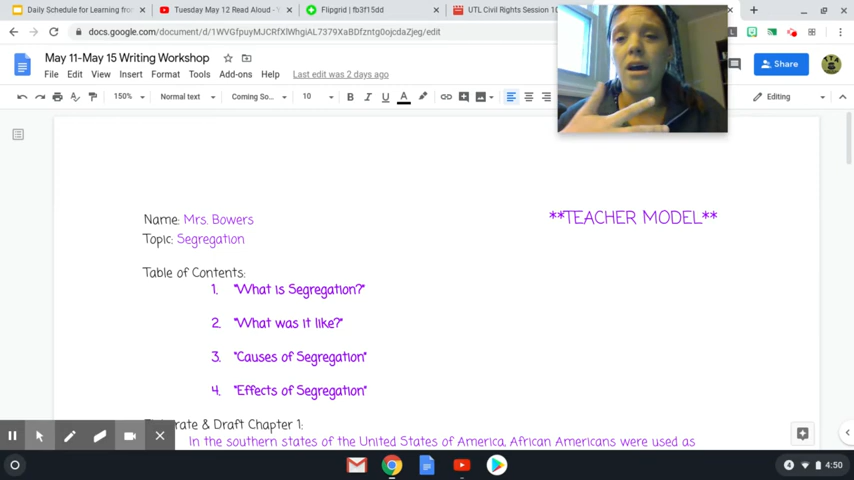 Daily Schedule for Learning from
Tuesday May 12 Read Aloud - Y
Flipgrid | fb3f15dd
UTL Civil Rights Session 10
docs.google.com/document/d/1WVGfpuyMJCRfXlWhgiAL7379XaBDfzntg0ojcdaZjeg/edit
May 11-May 15 Writing Workshop
File Edit View Insert Format Tools Add-ons Help Last edit was 2 days ago
Share
150% Normal text Coming So... 10 B I U A Editing
Name: Mrs. Bowers
**TEACHER MODEL**
Topic: Segregation
Table of Contents:
1. "What is Segregation?"
2. "What was it like?"
3. "Causes of Segregation"
4. "Effects of Segregation"
rate & Draft Chapter 1:
In the southern states of the United States of America, African Americans were used as
4 4:50